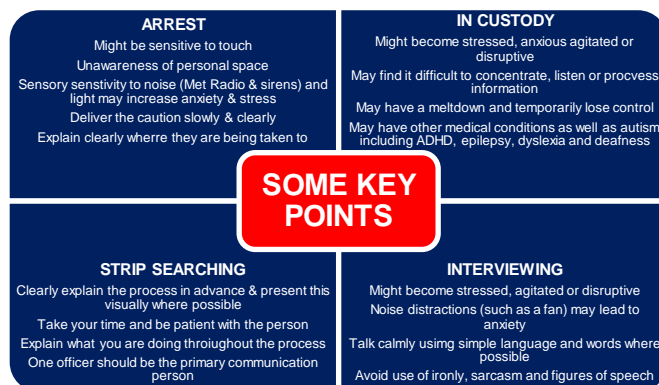 ARREST
Might be sensitive to touch
Unawareness of personal space
Sensory senstivity to noise (Met Radio & sirens) and
light may increase anxiety & stress
Deliver the caution slowly & clearly
Explain clearly wherre they are being taken to
IN CUSTODY
Might become stressed, anxious agitated or
disruptive
May find it difficult to concentrate, listen or procvess
information
May have a meltdown and temporarily lose control
May have other medical conditions as well as autism
including ADHD, epilepsy, dyslexia and deafness
SOME KEY
POINTS
STRIP SEARCHING
Clearly explain the process in advance & present this
visually where possible
Take your time and be patient with the person
Explain what you are doing throiughout the process
One officer should be the primary communication
person
INTERVIEWING
Might become stressed, agitated or disruptive
Noise distractions (such as a fan) may lead to
anxiety
Talk calmly usimg simple language and words where
possible
Avoid use of ironly, sarcasm and figures of speech